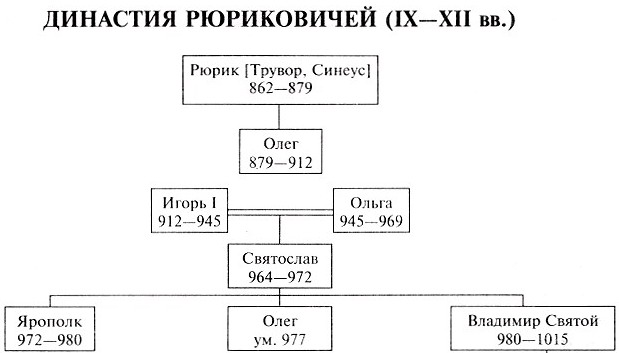 ДИНАСТИЯ РЮРИКОВИЧЕЙ (IX—XII вв.)
Рюрик [Трувор, Синеус]
862—879
Олег
879—912
Игорь I
912—945
Ольга
945—969
Святослав
964—972
Ярополк
972—980
Олег
ум. 977
Владимир Святой
980—1015